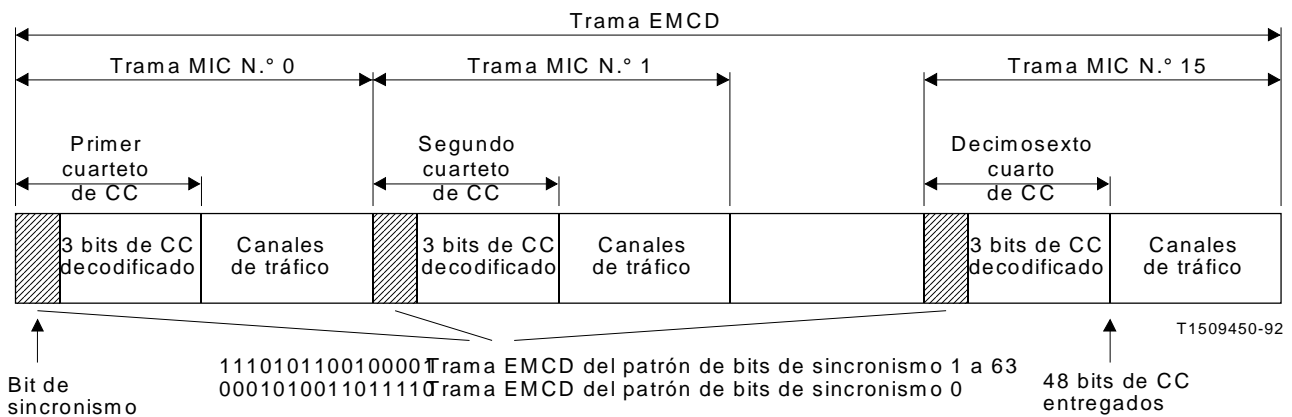 Trama EMCD
Trama MIC N.° 0
Trama MIC N.° 1
Trama MIC N.° 15
Primer
cuarteto
de CC
Segundo
cuarteto
de CC
Decimosexto
cuarto
de CC
3 bits de CC
decodificado
Canales
de tráfico
3 bits de CC
decodificado
Canales
de tráfico
3 bits de CC
decodificado
Canales
de tráfico
T1509450-92
Bit de
sincronismo
1110101100100001 Trama EMCD del patrón de bits de sincronismo 1 a 63
0001010011011110 Trama EMCD del patrón de bits de sincronismo 0
48 bits de CC
entregados